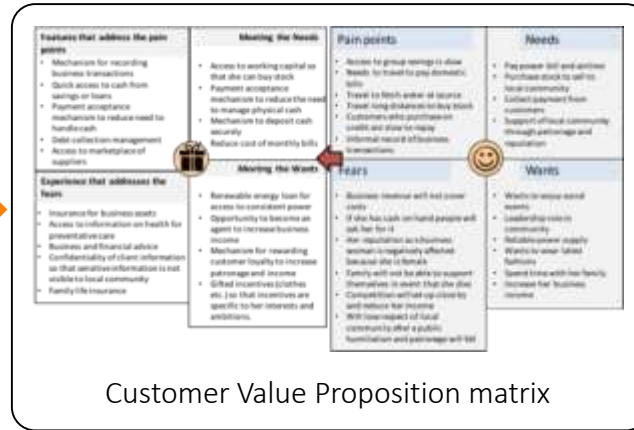 Features that address the pain
points
• Mechanism for recording
business transactions
• Quick access to cash from
savings or loans
• Payment acceptance
mechanism to reduce need to
handle cash
• Debt collection management
• Access to marketplace of
suppliers
Experience that addresses the
fears
• Insurance for business assets
• Access to information on health for
preventative care
• Business and financial advice
• Confidentiality of client information
so that sensitive information is not
visible to local community
• Family life insurance
Meeting the Needs
• Access to working capital so
that she can buy stock
• Payment acceptance
mechanism to reduce the need
to manage physical cash
• Mechanism to deposit cash
securely
• Reduce cost of monthly bills
Meeting the Wants
• Renewable energy loan for
access to consistent power
• Opportunity to become an
agent to increase business
income
• Mechanism for rewarding
customer loyalty to increase
patronage and income
• Gifted incentives (clothes
etc.) so that incentives are
specific to her interests and
ambitions.
Pain points
• Access to group savings is slow
• Needs to travel to pay domestic
bills
• Travel to fetch water at source
• Travel long distances to buy stock
• Customers who purchase on
credit are slow to repay
• Informal record of business
transactions
Fears
• Business revenue will not cover
costs
• If she has cash on hand people will
ask her for it
• Her reputation as a business
woman is negatively affected
because she is female
• Family will not be able to support
themselves in event that she dies
• Competition will set up close by
and reduce her income
• Will lose respect of local
community after a public
humiliation and patronage will fall
Needs
• Pay power bill and airtime
• Purchase stock to sell to
local community
• Collect payment from
customers
• Support of local community
through patronage and
reputation
Wants
• Wants to enjoy social
events
• Leadership role in
community
• Reliable power supply
• Wants to wear latest
fashions
• Spend time with her family
• Increase her business
income
Customer Value Proposition matrix